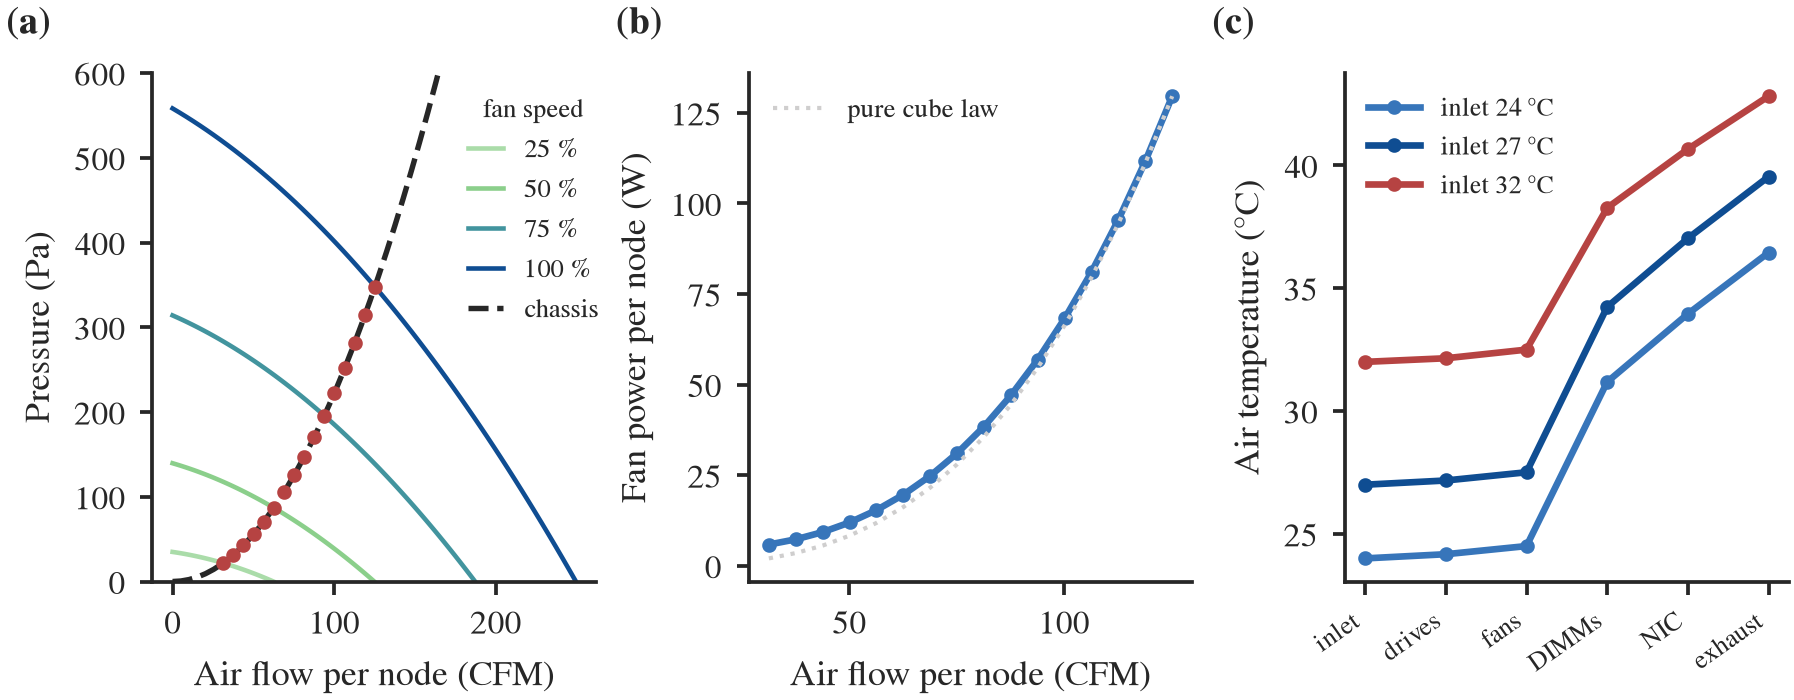 (a)
600
500
400
300
200
100
0
0
100
200
Pressure (Pa)
Air flow per node (CFM)
fan speed
25 %
50 %
75 %
100 %
chassis
(b)
125
100
75
50
25
0
50
100
Fan power per node (W)
Air flow per node (CFM)
pure cube law
(c)
40
35
30
25
Air temperature (°C)
inlet 24 °C
inlet 27 °C
inlet 32 °C
inlet
drives
fans
DIMMs
NIC
exhaust